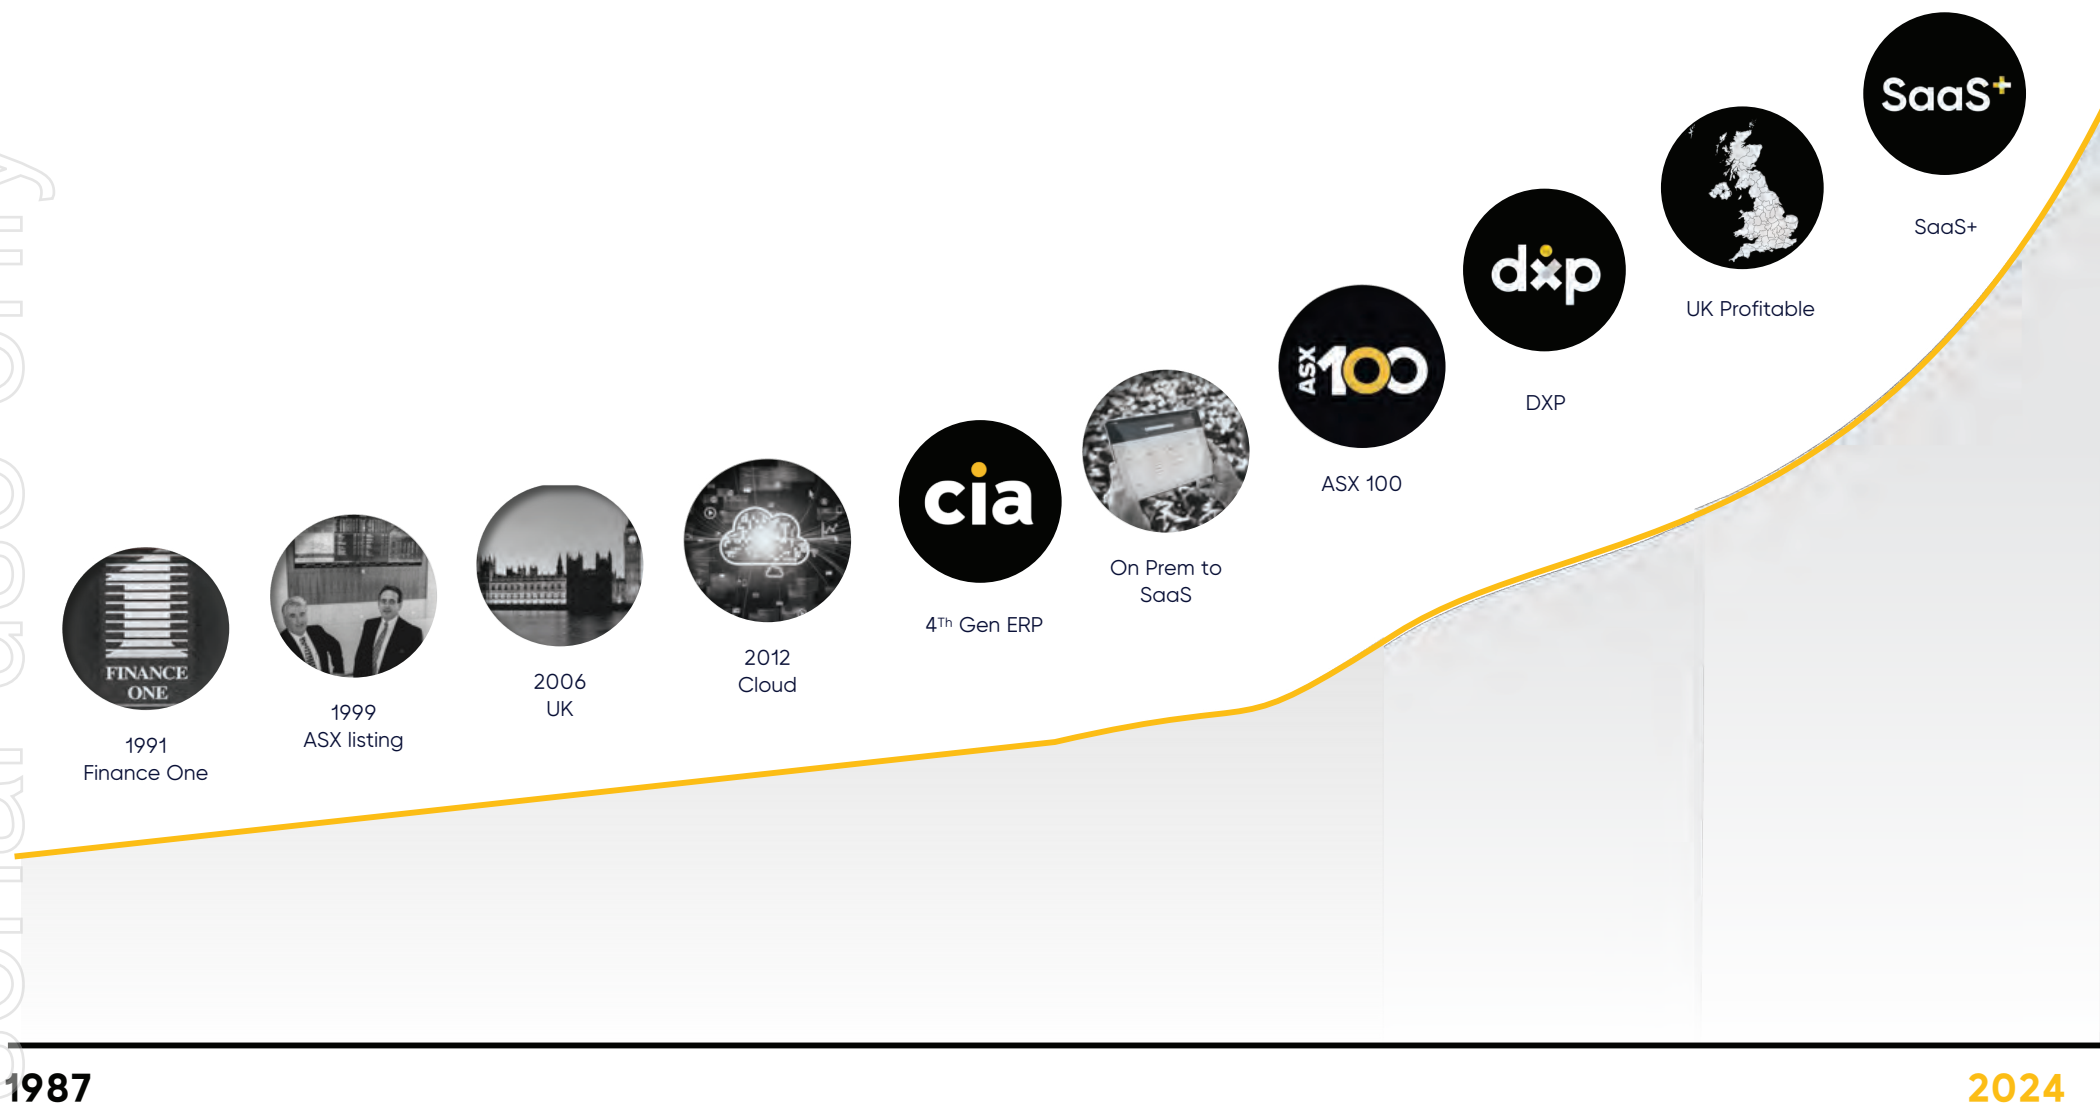 FINANCE
ONE
1991
Finance One
1999
ASX listing
2006
UK
2012
Cloud
cia
4Th Gen ERP
On Prem to
SaaS
ASX 100
ASX 100
dxp
DXP
UK Profitable
SaaS+
SaaS+
1987
2024